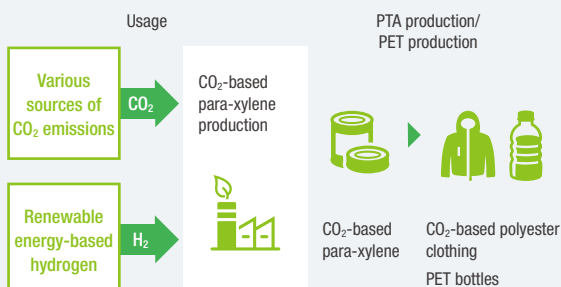 Usage
PTA production/
PET production
Various
sources of
CO₂ emissions
CO₂
CO₂-based
para-xylene
production
Renewable
energy-based
hydrogen
H₂
CO₂-based
para-xylene
CO₂-based polyester
clothing
PET bottles